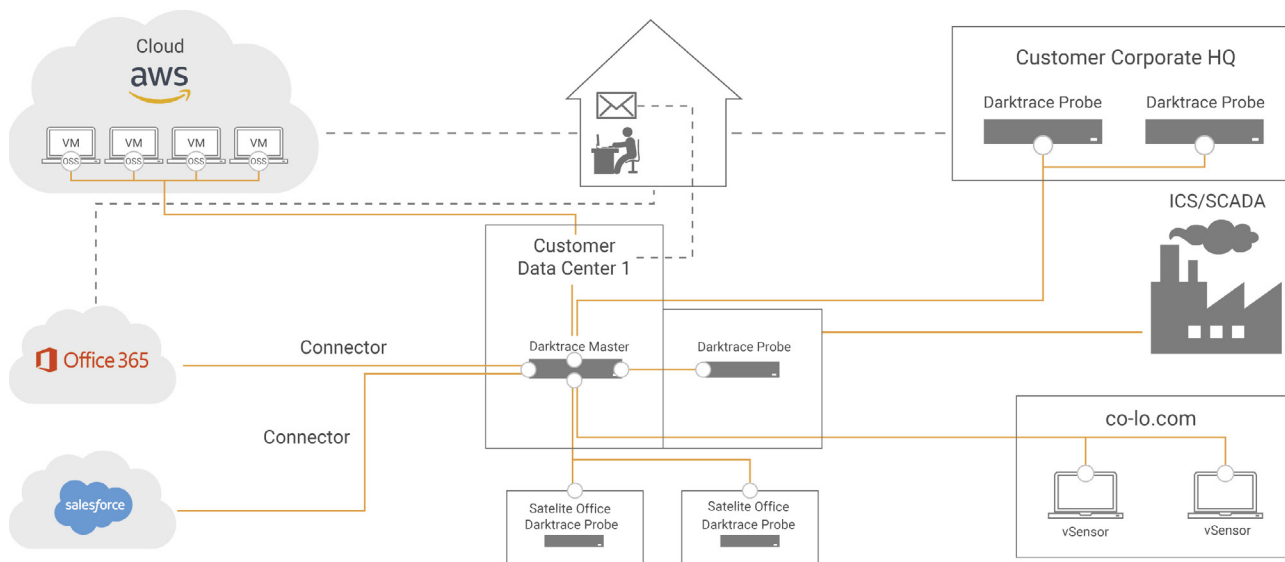 Cloud
aws
VM
VM
VM
VM
OSS
OSS
OSS
OSS
Customer Corporate HQ
Darktrace Probe
Darktrace Probe
ICS/SCADA
Customer
Data Center 1
Office 365
Connector
Darktrace Master
Darktrace Probe
Connector
salesforce
co-lo.com
vSensor
vSensor
Satelite Office
Darktrace Probe
Satelite Office
Darktrace Probe